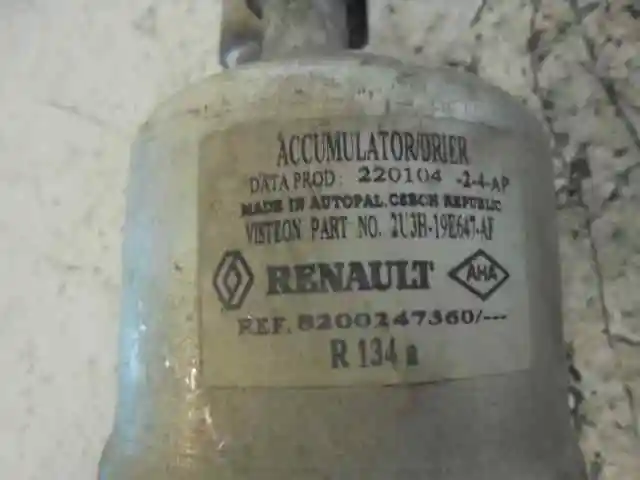 ACCUMULATOR/DRIER
DATA PROD: 220104 -2-4-AP
MADE IN AUTOPAL, CZECH REPUBLIC
VISTEON PART NO. 2U3H-19E647-AF
RENAULT AHA
REF. 8200247360/---
R 134 a